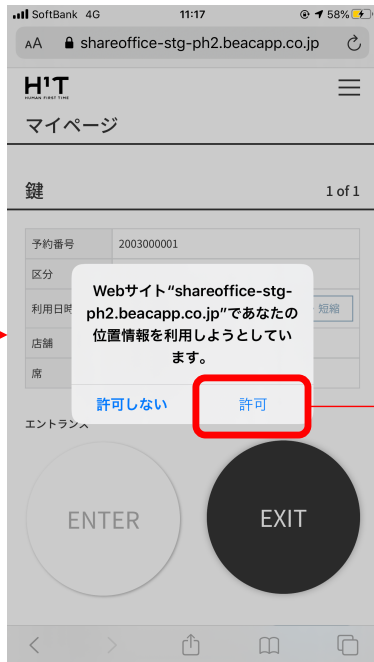 SoftBank 4G 11:17 58%
AA shareoffice-stg-ph2.beacapp.co.jp
H¹T
HUMAN FIRST TIME
マイページ
鍵 1 of 1
予約番号 2003000001
区分
利用日時 短縮
店舗
席
Webサイト“shareoffice-stg-
ph2.beacapp.co.jp”であなたの
位置情報を利用しようとしてい
ます。
許可しない 許可
エントランス
ENTER EXIT